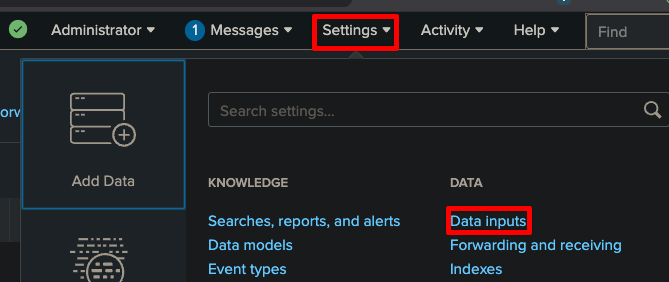 Administrator
1 Messages
Settings
Activity
Help
Find
orw
Add Data
Search settings...
KNOWLEDGE
Searches, reports, and alerts
Data models
Event types
DATA
Data inputs
Forwarding and receiving
Indexes